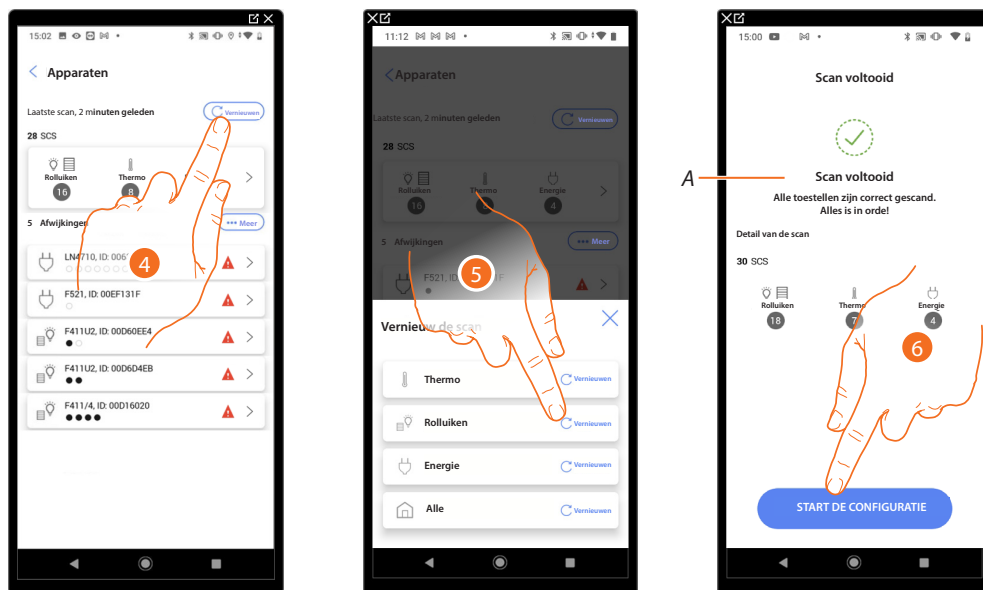 15:02
Apparaten
Laatste scan, 2 minuten geleden
Vernieuwen
28 SCS
Rolluiken
Thermo
16
8
5 Afwijkingen
••• Meer
LN4710, ID: 006
4
F521, ID: 00EF131F
F411U2, ID: 00D60EE4
F411U2, ID: 00D6D4EB
F411/4, ID: 00D16020
11:12
Apparaten
Laatste scan, 2 minuten geleden
Vernieuwen
28 SCS
Rolluiken
Thermo
Energie
16
4
5 Afwijkingen
••• Meer
F521, ID: 1F
5
Vernieuw de scan
Thermo
Vernieuwen
Rolluiken
Vernieuwen
Energie
Vernieuwen
Alle
Vernieuwen
15:00
Scan voltooid
A
Scan voltooid
Alle toestellen zijn correct gescand.
Alles is in orde!
Detail van de scan
30 SCS
Rolluiken
Thermo
Energie
18
7
4
6
START DE CONFIGURATIE